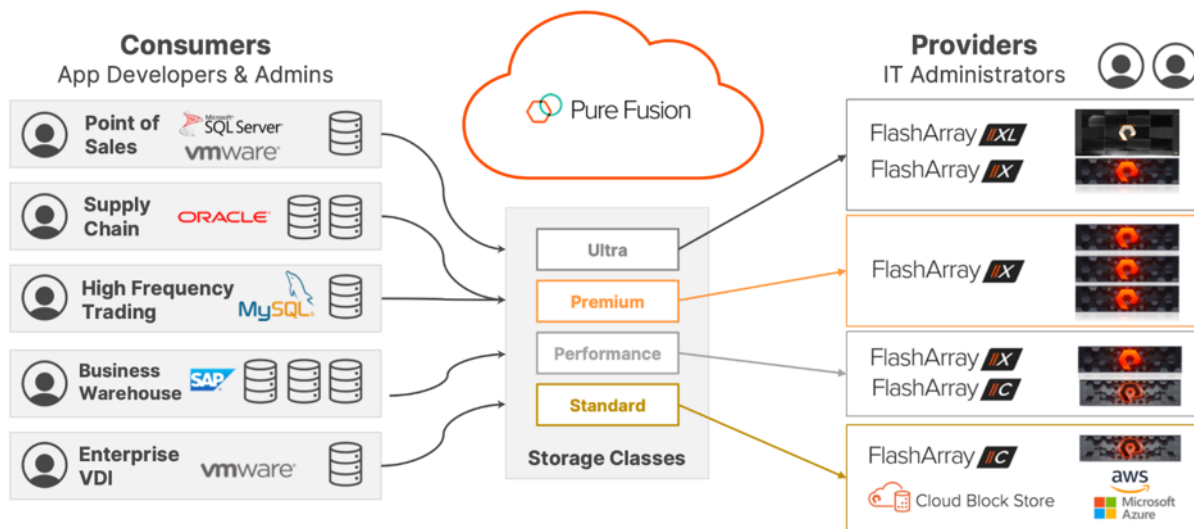 Consumers
App Developers & Admins
Point of
Sales
Microsoft
SQL Server
vmware
Supply
Chain
ORACLE
High Frequency
Trading
MySQL
Business
Warehouse
SAP
Enterprise
VDI
vmware
Pure Fusion
Ultra
Premium
Performance
Standard
Storage Classes
Providers
IT Administrators
FlashArray //XL
FlashArray //X
FlashArray //X
FlashArray //X
FlashArray //C
FlashArray //C
Cloud Block Store
aws
Microsoft
Azure